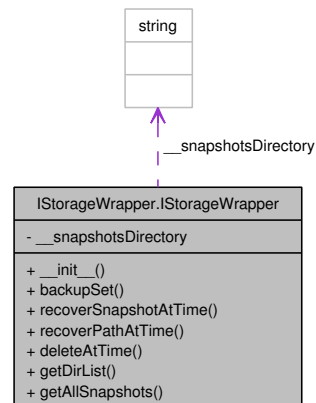 string
__snapshotsDirectory
IStorageWrapper.IStorageWrapper
- __snapshotsDirectory
+ __init__()
+ backupSet()
+ recoverSnapshotAtTime()
+ recoverPathAtTime()
+ deleteAtTime()
+ getDirList()
+ getAllSnapshots()